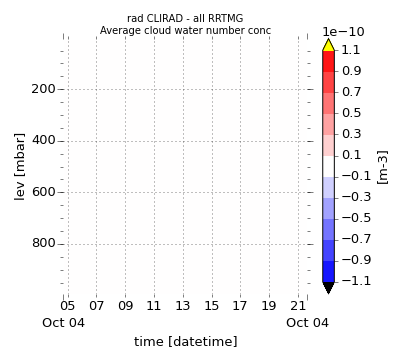 rad CLIRAD - all RRTMG
Average cloud water number conc
1e−10
1.1
0.9
0.7
0.5
0.3
0.1
−0.1
−0.3
−0.5
−0.7
−0.9
−1.1
[m-3]
lev [mbar]
200
400
600
800
05 07 09 11 13 15 17 19 21
Oct 04 Oct 04
time [datetime]